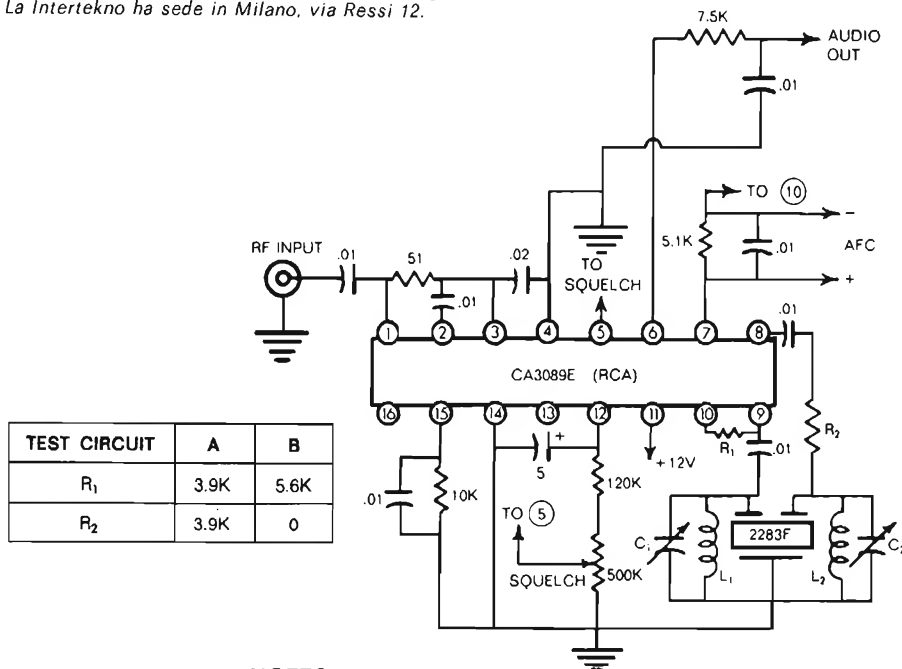 La Intertekno ha sede in Milano, via Ressi 12.
7.5K
AUDIO
OUT
.01
TO 10
5.1K
.01
−
AFC
+
RF INPUT
.01
51
.01
.02
TO
SQUELCH
.01
1 2 3 4 5 6 7 8
CA3089E (RCA)
16 15 14 13 12 11 10 9
R₁
.01
R₂
+
5
+12V
.01
10K
120K
TO 5
SQUELCH
500K
C₁
L₁
2283F
L₂
TEST CIRCUIT A B
R₁ 3.9K 5.6K
R₂ 3.9K 0